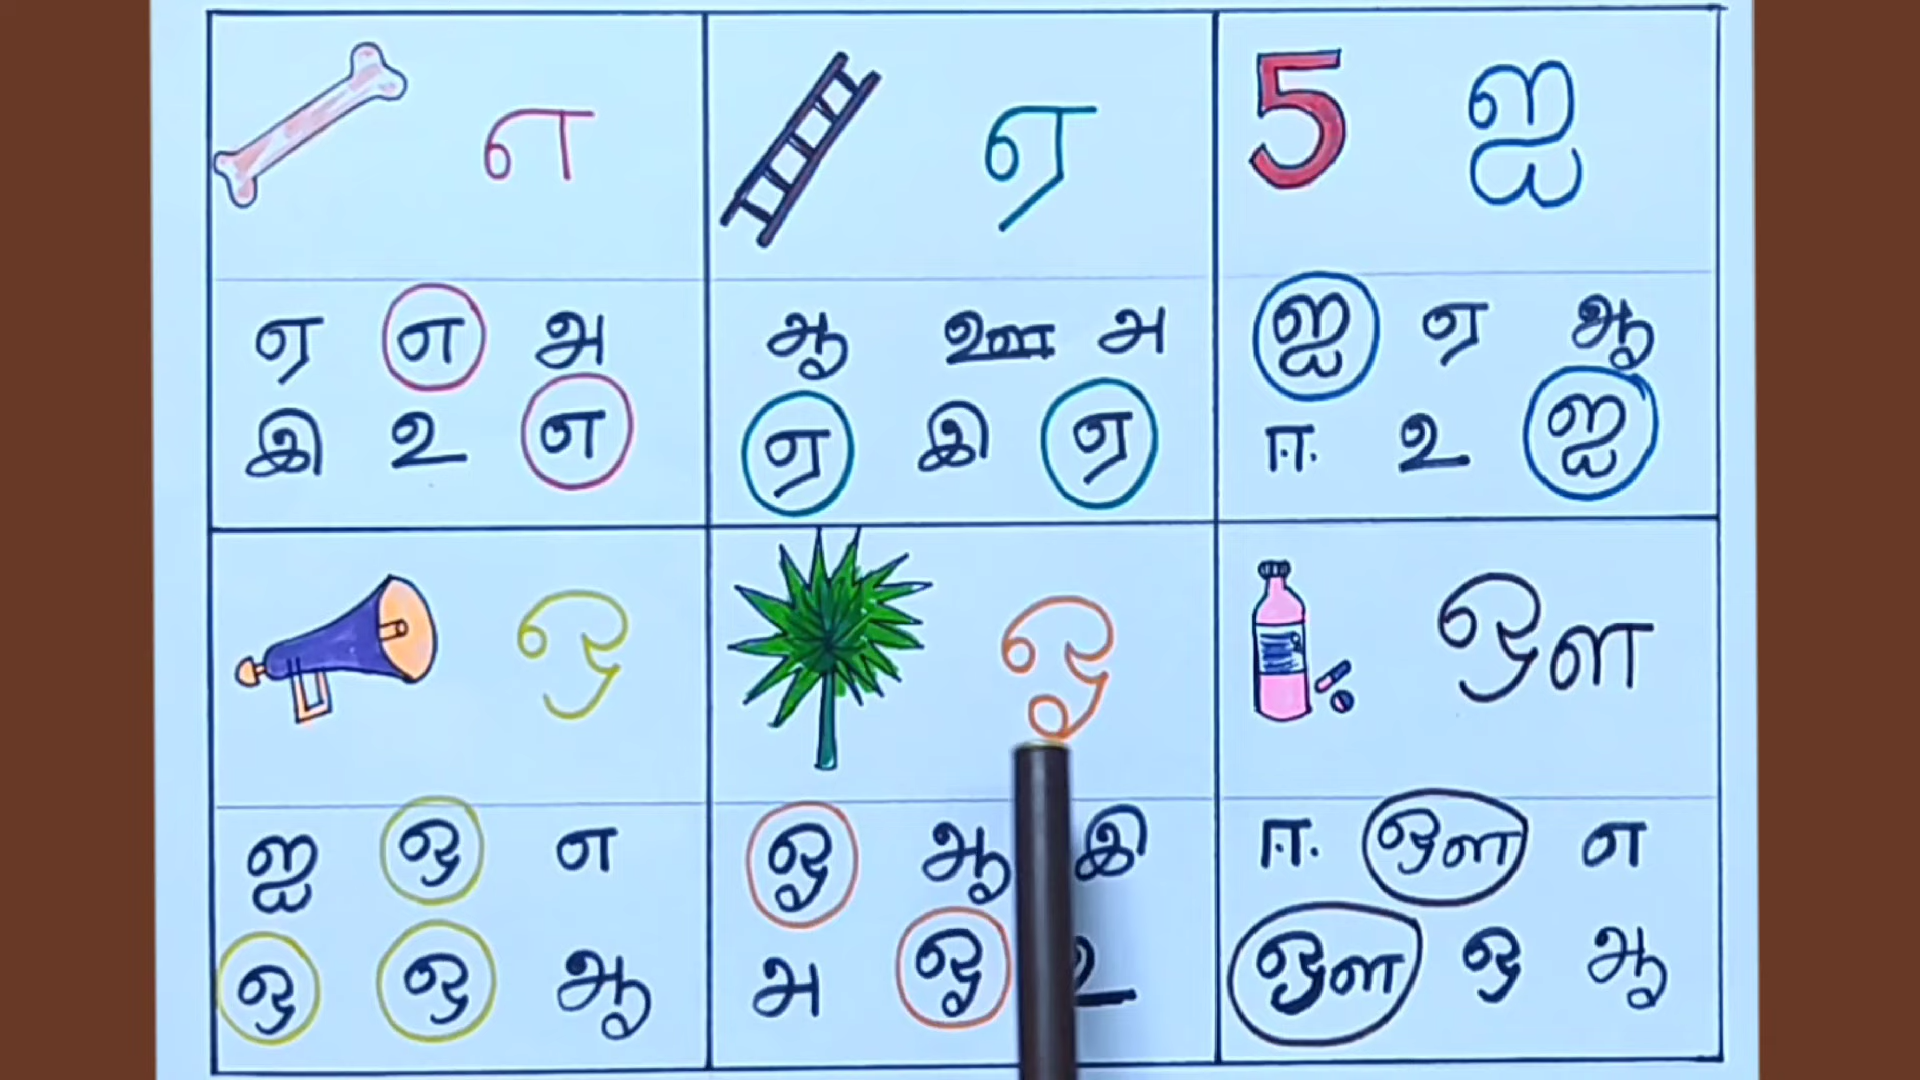 எ
ஏ
5 ஐ
ஏ எ அ
இ உ எ
ஆ ஊ அ
ஏ இ ஏ
ஐ ஏ ஆ
ஈ உ ஐ
ஒ
ஓ
ஔ
ஐ ஒ எ
ஒ ஒ ஆ
ஓ ஆ இ
அ ஓ உ
ஈ ஔ எ
ஔ ஒ ஆ